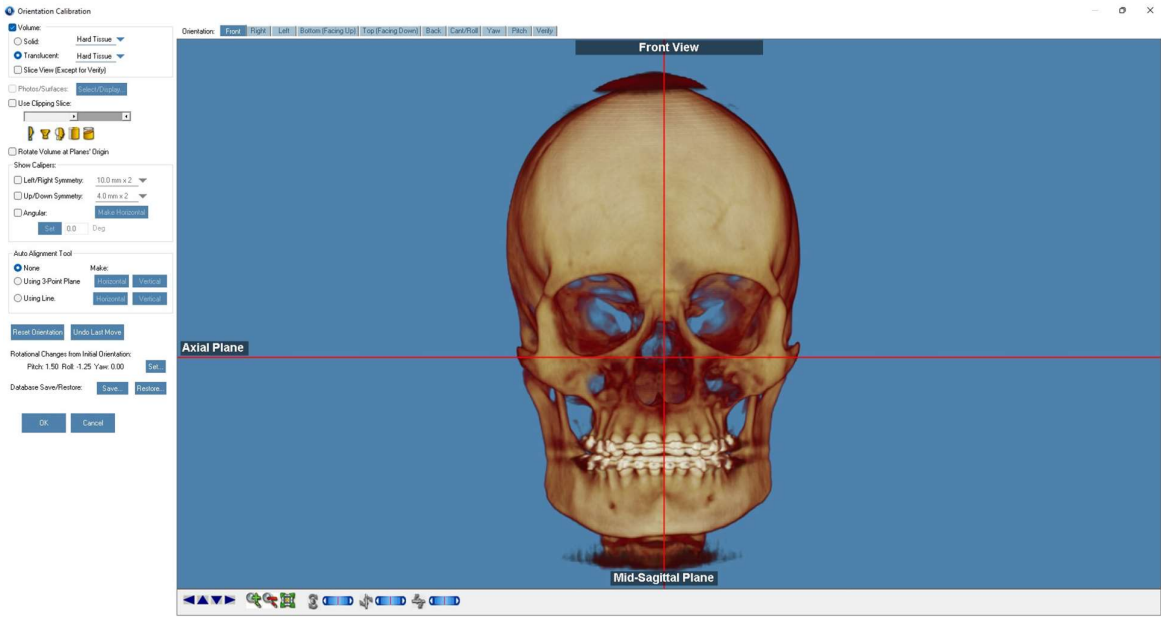 Orientation Calibration
Volume:
Solid: Hard Tissue
Translucent: Hard Tissue
Slice View (Except for Verify)
Photos/Surfaces: Select/Display...
Use Clipping Slice:
Rotate Volume at Planes' Origin
Show Calipers:
Left/Right Symmetry: 10.0 mm x 2
Up/Down Symmetry: 4.0 mm x 2
Angular: Make Horizontal
Set 0.0 Deg
Auto Alignment Tool
None Make:
Using 3-Point Plane Horizontal Vertical
Using Line. Horizontal Vertical
Reset Orientation Undo Last Move
Rotational Changes from Initial Orientation:
Pitch: 1.50 Roll: -1.25 Yaw: 0.00 Set...
Database Save/Restore: Save... Restore...
OK Cancel
Orientation: Front Right Left Bottom (Facing Up) Top (Facing Down) Back Cant/Roll Yaw Pitch Verify
Front View
Axial Plane
Mid-Sagittal Plane